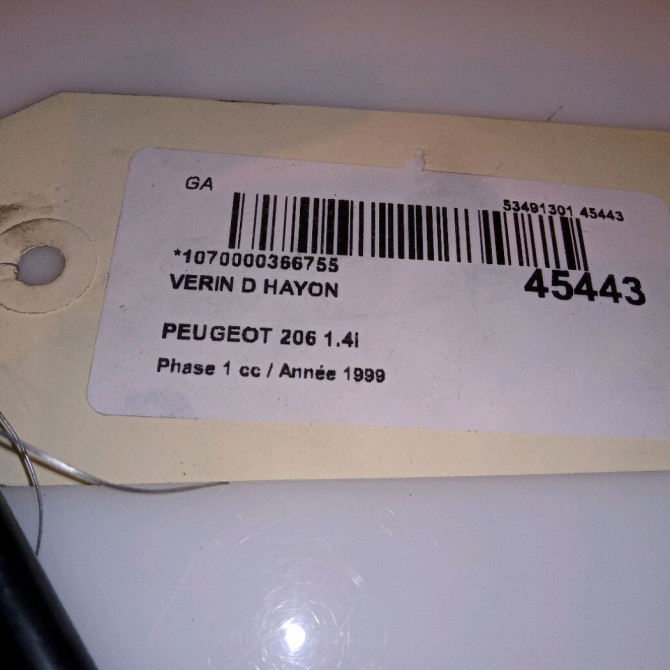 GA
53491301 45443
*1070000366755
45443
VERIN D HAYON
PEUGEOT 206 1.4i
Phase 1 cc / Année 1999